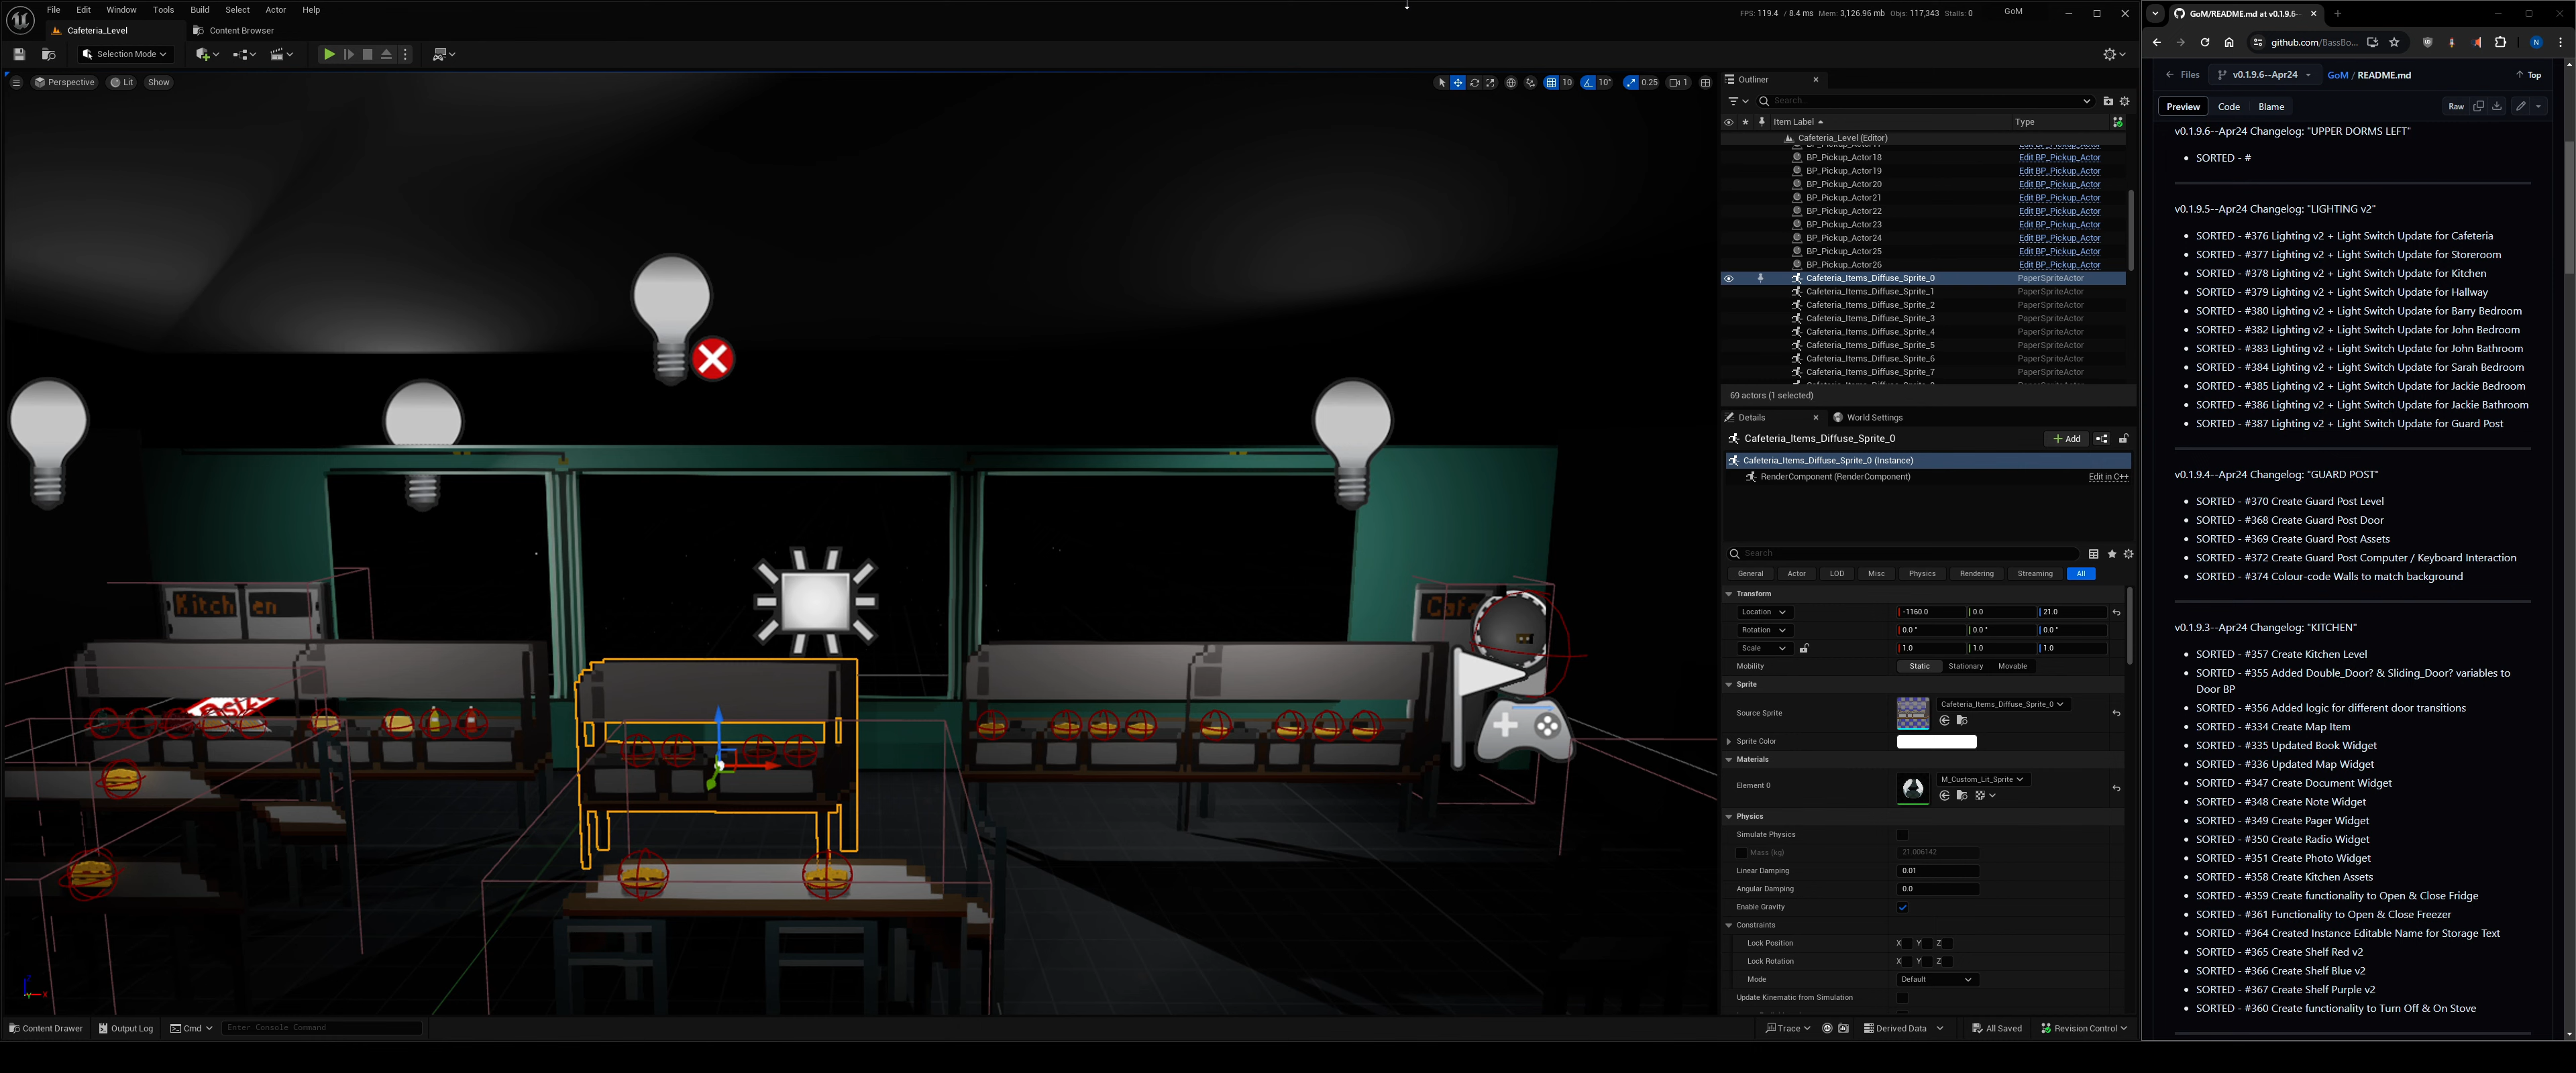 File Edit Window Tools Build Select Actor Help
FPS: 119.4 / 8.4 ms Mem: 3,126.96 mb Objs: 117,343 Stalls: 0 GoM
Cafeteria_Level Content Browser
Selection Mode
Perspective Lit Show
10 10° 0.25 1
Kitch en
Cafe
Content Drawer Output Log Cmd Enter Console Command
Trace Derived Data All Saved Revision Control
Outliner
Search...
Item Label Type
Cafeteria_Level (Editor)
BP_Pickup_Actor17 Edit BP_Pickup_Actor
BP_Pickup_Actor18 Edit BP_Pickup_Actor
BP_Pickup_Actor19 Edit BP_Pickup_Actor
BP_Pickup_Actor20 Edit BP_Pickup_Actor
BP_Pickup_Actor21 Edit BP_Pickup_Actor
BP_Pickup_Actor22 Edit BP_Pickup_Actor
BP_Pickup_Actor23 Edit BP_Pickup_Actor
BP_Pickup_Actor24 Edit BP_Pickup_Actor
BP_Pickup_Actor25 Edit BP_Pickup_Actor
BP_Pickup_Actor26 Edit BP_Pickup_Actor
Cafeteria_Items_Diffuse_Sprite_0 PaperSpriteActor
Cafeteria_Items_Diffuse_Sprite_1 PaperSpriteActor
Cafeteria_Items_Diffuse_Sprite_2 PaperSpriteActor
Cafeteria_Items_Diffuse_Sprite_3 PaperSpriteActor
Cafeteria_Items_Diffuse_Sprite_4 PaperSpriteActor
Cafeteria_Items_Diffuse_Sprite_5 PaperSpriteActor
Cafeteria_Items_Diffuse_Sprite_6 PaperSpriteActor
Cafeteria_Items_Diffuse_Sprite_7 PaperSpriteActor
69 actors (1 selected)
Details World Settings
Cafeteria_Items_Diffuse_Sprite_0 Add
Cafeteria_Items_Diffuse_Sprite_0 (Instance)
RenderComponent (RenderComponent) Edit in C++
Search
General Actor LOD Misc Physics Rendering Streaming All
Transform
Location -1160.0 0.0 21.0
Rotation 0.0° 0.0° 0.0°
Scale 1.0 1.0 1.0
Mobility Static Stationary Movable
Sprite
Source Sprite Cafeteria_Items_Diffuse_Sprite_0
Sprite Color
Materials
Element 0 M_Custom_Lit_Sprite
Physics
Simulate Physics
Mass (kg) 21.006142
Linear Damping 0.01
Angular Damping 0.0
Enable Gravity
Constraints
Lock Position X Y Z
Lock Rotation X Y Z
Mode Default
Update Kinematic from Simulation
GoM/README.md at v0.1.9.6-
github.com/BassBo... N
Files v0.1.9.6--Apr24 GoM / README.md Top
Preview Code Blame Raw
v0.1.9.6--Apr24 Changelog: "UPPER DORMS LEFT"
SORTED - #
v0.1.9.5--Apr24 Changelog: "LIGHTING v2"
SORTED - #376 Lighting v2 + Light Switch Update for Cafeteria
SORTED - #377 Lighting v2 + Light Switch Update for Storeroom
SORTED - #378 Lighting v2 + Light Switch Update for Kitchen
SORTED - #379 Lighting v2 + Light Switch Update for Hallway
SORTED - #380 Lighting v2 + Light Switch Update for Barry Bedroom
SORTED - #382 Lighting v2 + Light Switch Update for John Bedroom
SORTED - #383 Lighting v2 + Light Switch Update for John Bathroom
SORTED - #384 Lighting v2 + Light Switch Update for Sarah Bedroom
SORTED - #385 Lighting v2 + Light Switch Update for Jackie Bedroom
SORTED - #386 Lighting v2 + Light Switch Update for Jackie Bathroom
SORTED - #387 Lighting v2 + Light Switch Update for Guard Post
v0.1.9.4--Apr24 Changelog: "GUARD POST"
SORTED - #370 Create Guard Post Level
SORTED - #368 Create Guard Post Door
SORTED - #369 Create Guard Post Assets
SORTED - #372 Create Guard Post Computer / Keyboard Interaction
SORTED - #374 Colour-code Walls to match background
v0.1.9.3--Apr24 Changelog: "KITCHEN"
SORTED - #357 Create Kitchen Level
SORTED - #355 Added Double_Door? & Sliding_Door? variables to
Door BP
SORTED - #356 Added logic for different door transitions
SORTED - #334 Create Map Item
SORTED - #335 Updated Book Widget
SORTED - #336 Updated Map Widget
SORTED - #347 Create Document Widget
SORTED - #348 Create Note Widget
SORTED - #349 Create Pager Widget
SORTED - #350 Create Radio Widget
SORTED - #351 Create Photo Widget
SORTED - #358 Create Kitchen Assets
SORTED - #359 Create functionality to Open & Close Fridge
SORTED - #361 Functionality to Open & Close Freezer
SORTED - #364 Created Instance Editable Name for Storage Text
SORTED - #365 Create Shelf Red v2
SORTED - #366 Create Shelf Blue v2
SORTED - #367 Create Shelf Purple v2
SORTED - #360 Create functionality to Turn Off & On Stove